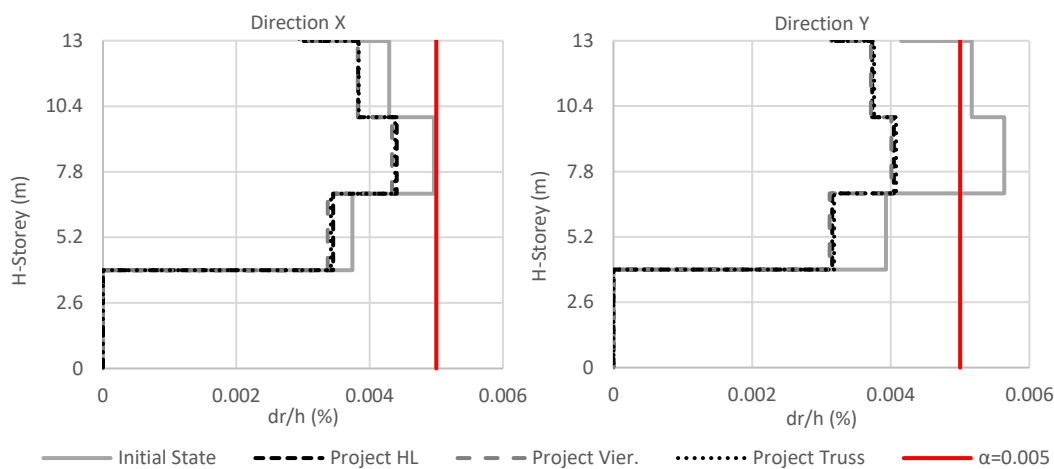 Direction X
Direction Y
H-Storey (m)
13
10.4
7.8
5.2
2.6
0
0
0.002
0.004
0.006
dr/h (%)
H-Storey (m)
13
10.4
7.8
5.2
2.6
0
0
0.002
0.004
0.006
dr/h (%)
Initial State
Project HL
Project Vier.
Project Truss
α=0.005